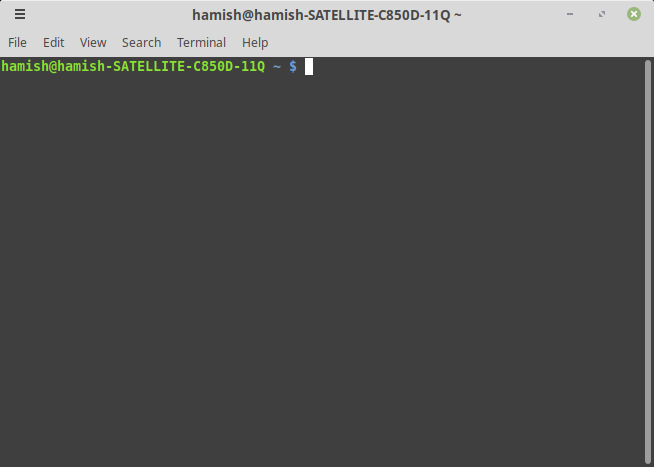 hamish@hamish-SATELLITE-C850D-11Q ~
File Edit View Search Terminal Help
hamish@hamish-SATELLITE-C850D-11Q ~ $